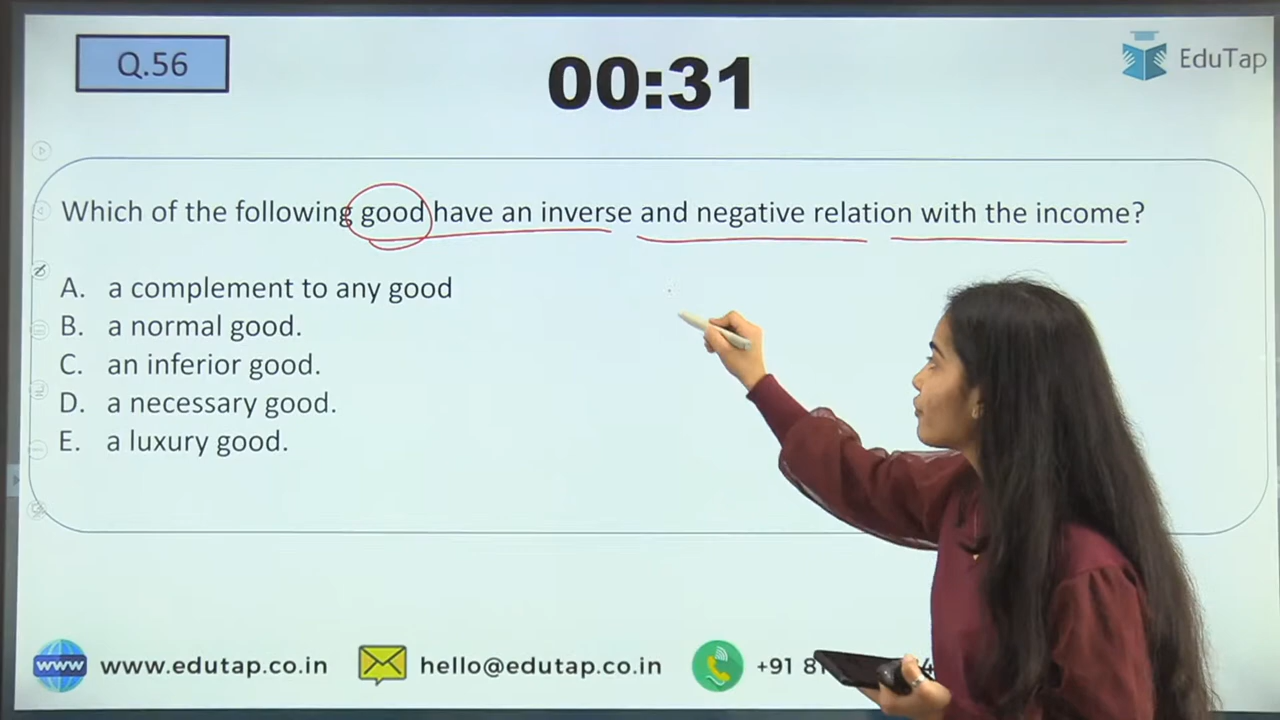 Q.56
00:31
EduTap
Which of the following good have an inverse and negative relation with the income?
A. a complement to any good
B. a normal good.
C. an inferior good.
D. a necessary good.
E. a luxury good.
www www.edutap.co.in hello@edutap.co.in +91 81